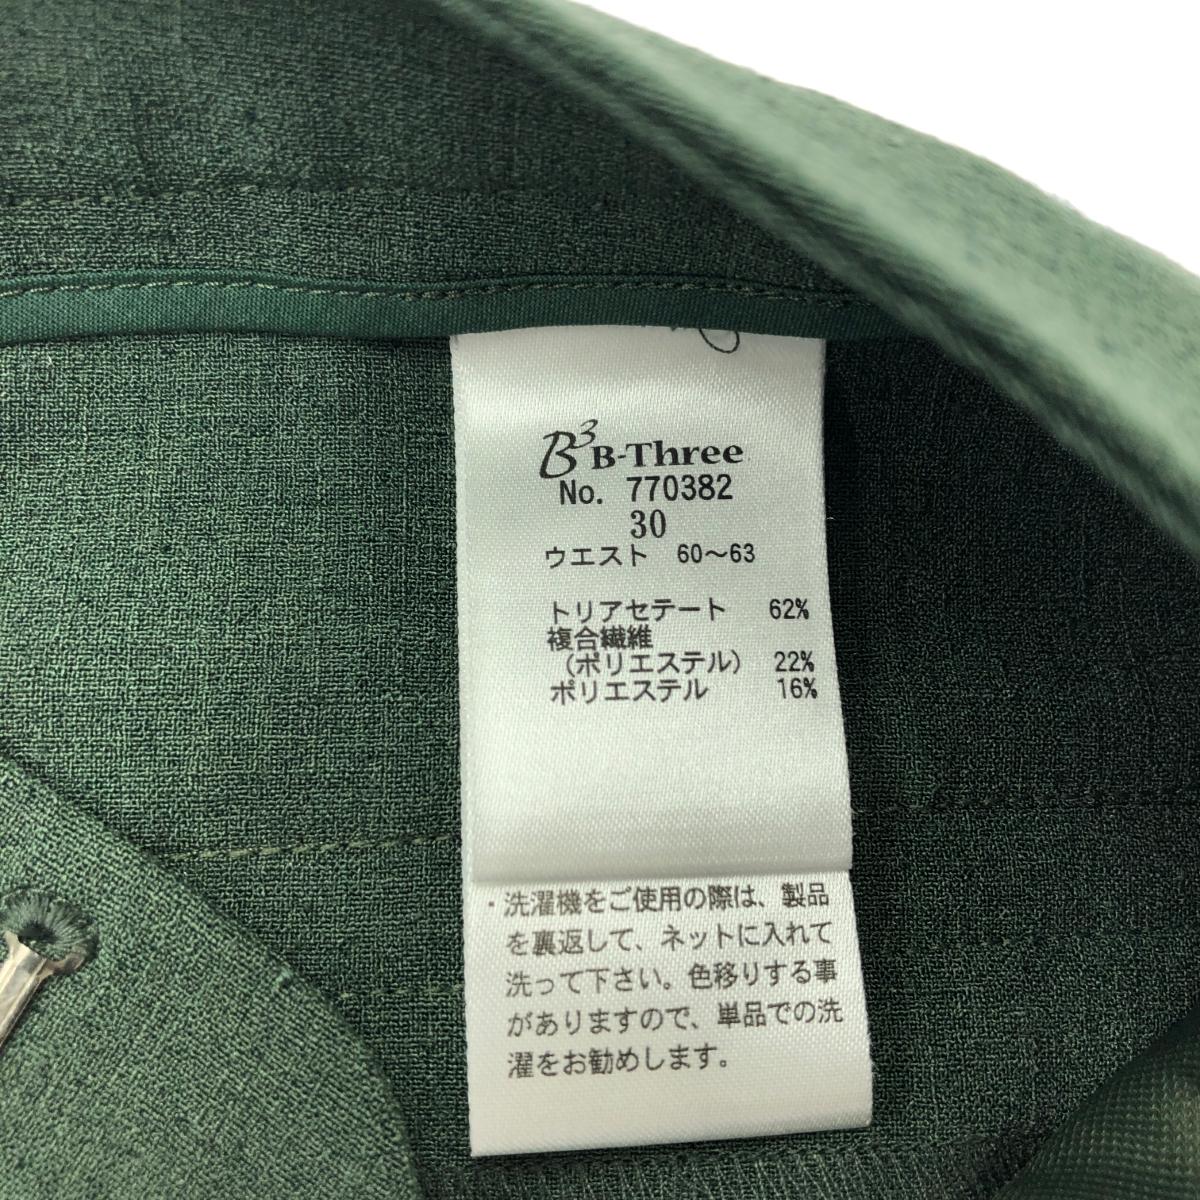 B3 B-Three
No. 770382
30
ウエスト 60〜63
トリアセテート 62%
複合繊維
(ポリエステル) 22%
ポリエステル 16%
・洗濯機をご使用の際は、製品
を裏返して、ネットに入れて
洗って下さい。色移りする事
がありますので、単品での洗
濯をお勧めします。